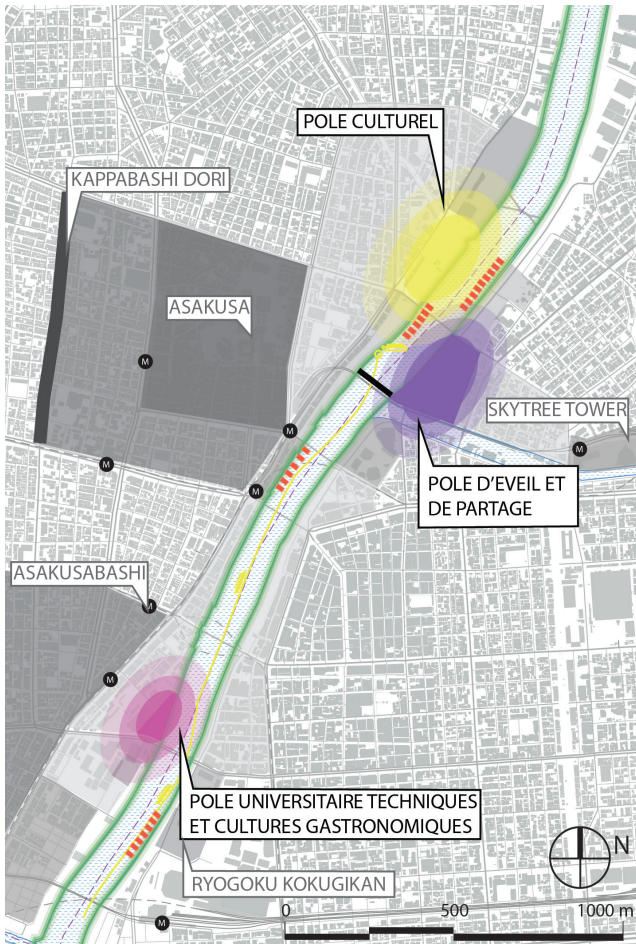 POLE CULTUREL
KAPPABASHI DORI
ASAKUSA
M
SKYTREE TOWER
M
M
M
M
POLE D'EVEIL ET
DE PARTAGE
ASAKUSABASHI
M
M
POLE UNIVERSITAIRE TECHNIQUES
ET CULTURES GASTRONOMIQUES
N
RYOGOKU KOKUGIKAN
0 500 1000 m
M